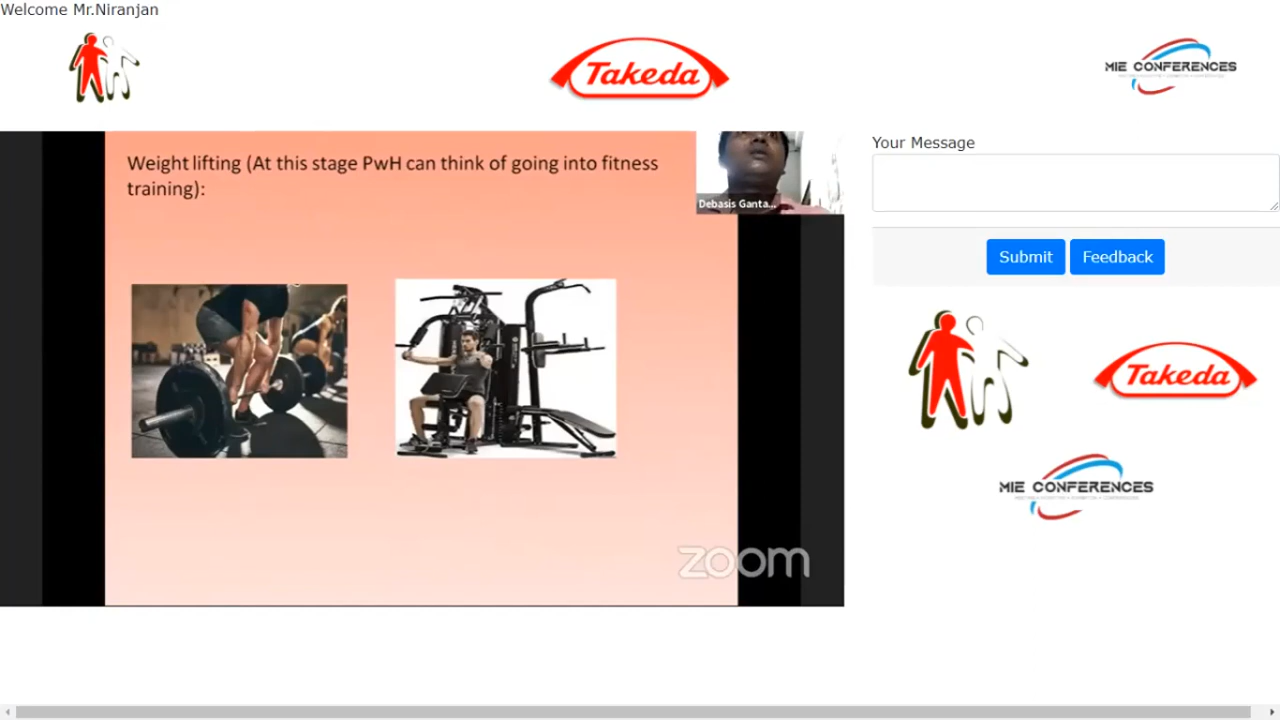 Welcome Mr.Niranjan
Takeda
MIE CONFERENCES
Weight lifting (At this stage PwH can think of going into fitness
training):
Debasis Ganta...
zoom
Your Message
Submit
Feedback
Takeda
MIE CONFERENCES